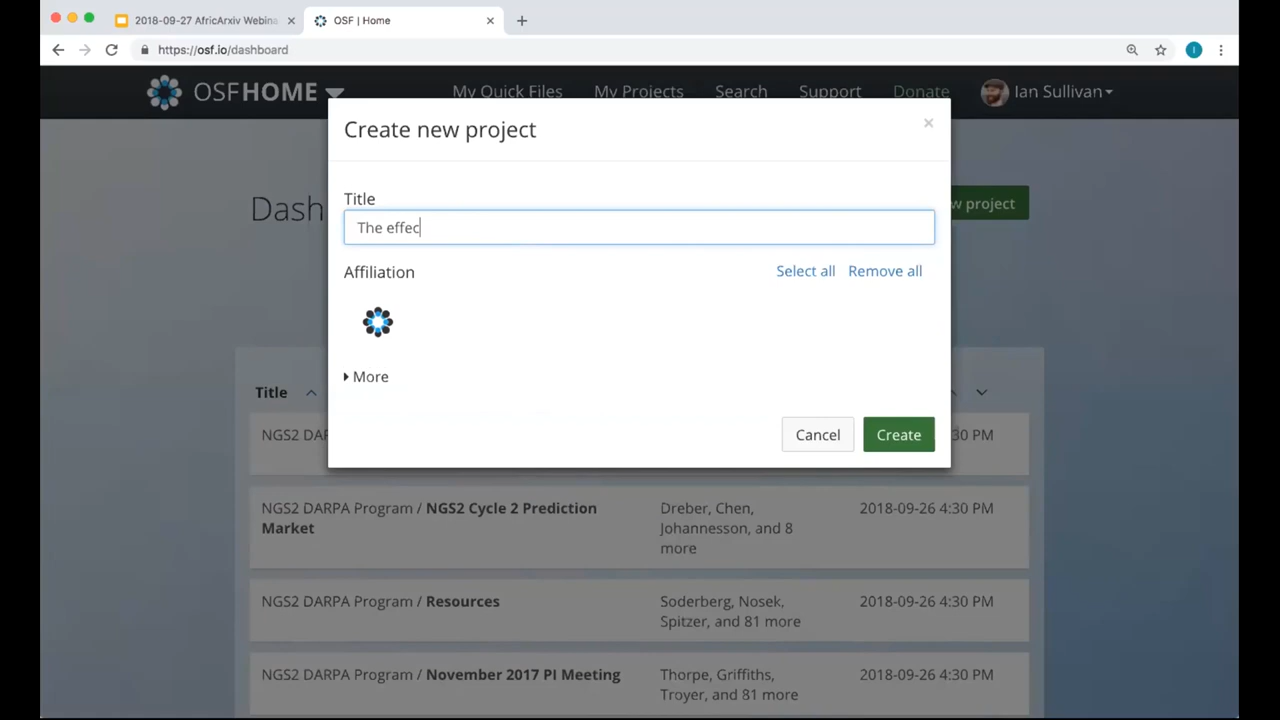 2018-09-27 AfricArxiv Webina
OSF | Home
https://osf.io/dashboard
OSFHOME
My Quick Files
My Projects
Search
Support
Donate
Ian Sullivan
Create new project
Dash
w project
Title
The effec
Affiliation
Select all
Remove all
More
Cancel
Create
Title
NGS2 DAR
30 PM
NGS2 DARPA Program / NGS2 Cycle 2 Prediction
Market
Dreber, Chen,
Johannesson, and 8
more
2018-09-26 4:30 PM
NGS2 DARPA Program / Resources
Soderberg, Nosek,
Spitzer, and 81 more
2018-09-26 4:30 PM
NGS2 DARPA Program / November 2017 PI Meeting
Thorpe, Griffiths,
Troyer, and 81 more
2018-09-26 4:30 PM